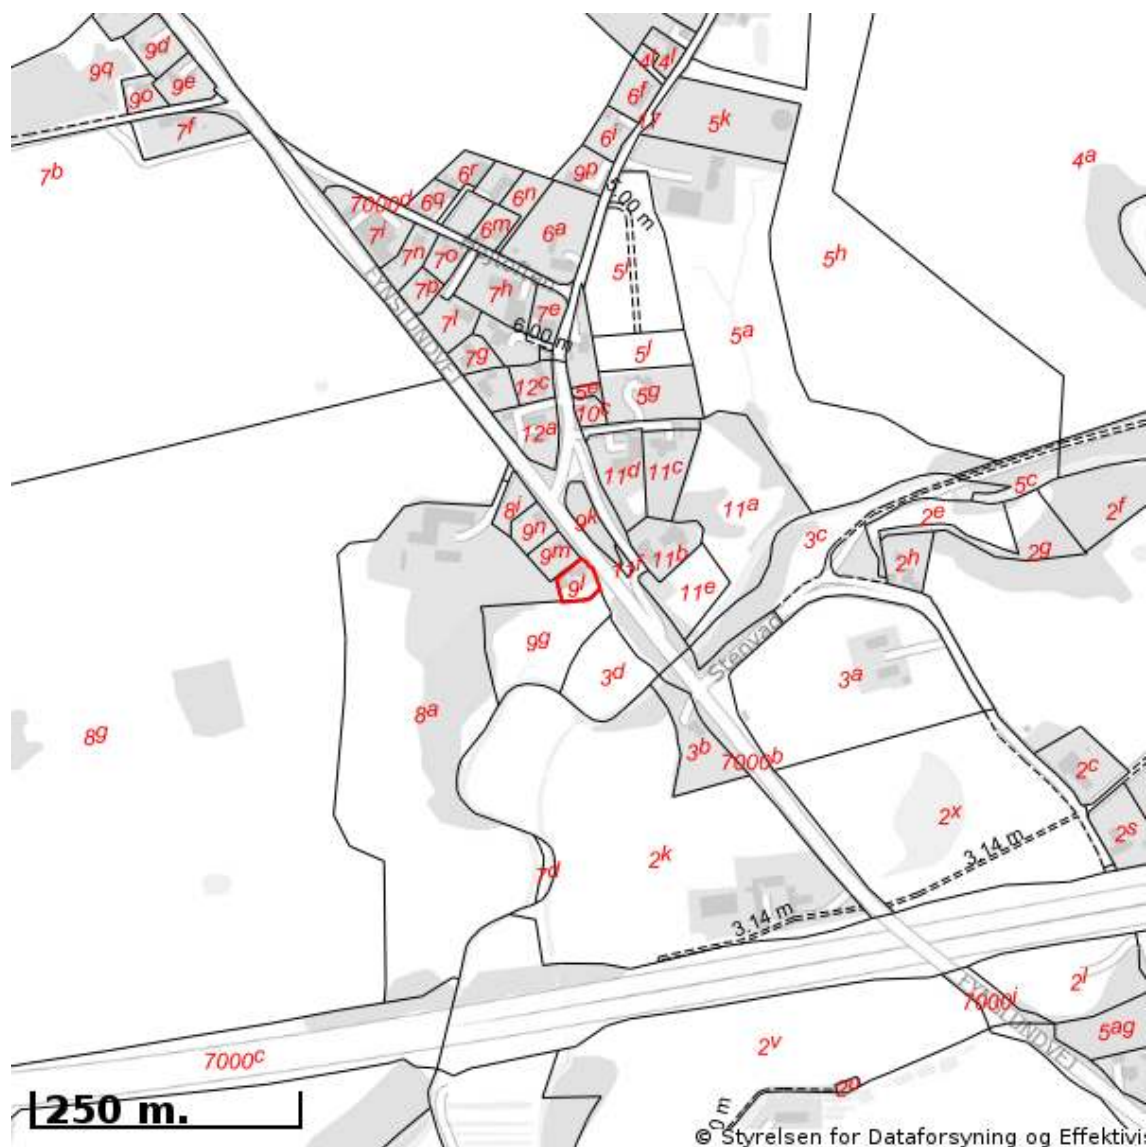 9d
9q
9e
9o
7f
7b
4l
6f
17
5k
6i
9p
4a
6r
6q
6n
7000d
5.00 m
7i
6m
6a
7n
7o
5h
7p
7h
7e
FYNSLUNDVEJ
7l
6.00 m
5a
5l
7g
12c
5e
5g
10c
12a
11d
11c
5c
8i
11a
2f
9n
9k
2e
3c
9m
11b
2g
2h
9l
11e
9g
Stenvad
3d
3a
8a
8g
3b
7000b
2c
2x
2s
3.14 m
2k
7d
3.14 m
2l
7000i
FYNSLUNDVEJ
5ag
2v
7000c
250 m.
© Styrelsen for Dataforsyning og Effektivi